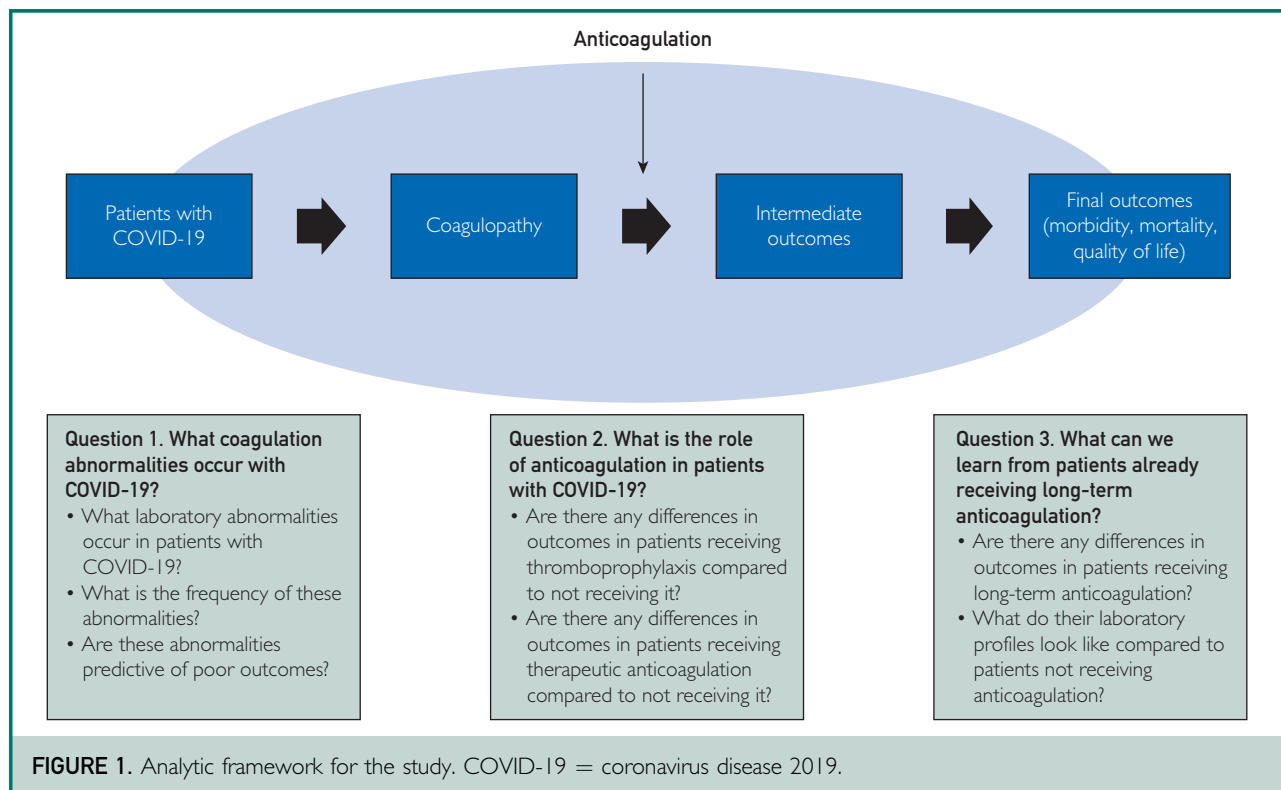 Anticoagulation
Patients with
COVID-19
Coagulopathy
Intermediate
outcomes
Final outcomes
(morbidity, mortality,
quality of life)
Question 1. What coagulation
abnormalities occur with
COVID-19?
• What laboratory abnormalities
occur in patients with
COVID-19?
• What is the frequency of these
abnormalities?
• Are these abnormalities
predictive of poor outcomes?
Question 2. What is the role
of anticoagulation in patients
with COVID-19?
• Are there any differences in
outcomes in patients receiving
thromboprophylaxis compared
to not receiving it?
• Are there any differences in
outcomes in patients receiving
therapeutic anticoagulation
compared to not receiving it?
Question 3. What can we
learn from patients already
receiving long-term
anticoagulation?
• Are there any differences in
outcomes in patients receiving
long-term anticoagulation?
• What do their laboratory
profiles look like compared to
patients not receiving
anticoagulation?
FIGURE 1. Analytic framework for the study. COVID-19 = coronavirus disease 2019.